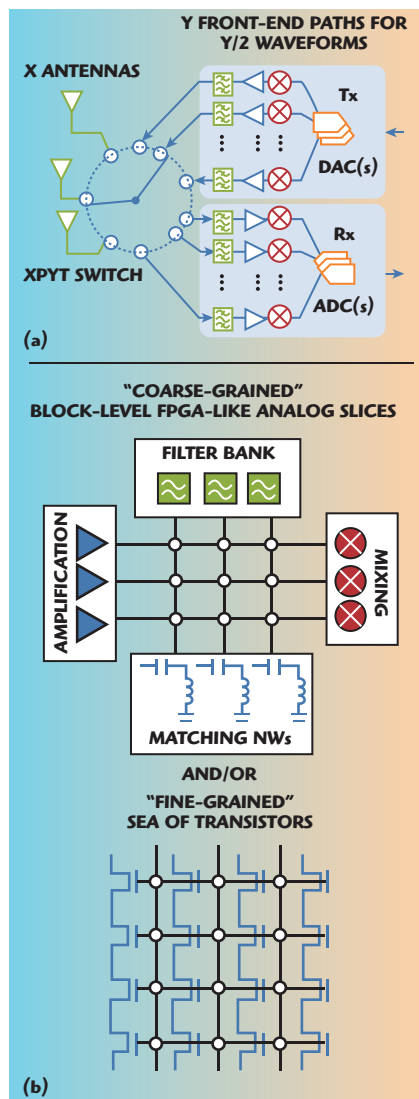 Y FRONT-END PATHS FOR
Y/2 WAVEFORMS
X ANTENNAS
Tx
DAC(s)
Rx
ADC(s)
XPYT SWITCH
(a)
"COARSE-GRAINED"
BLOCK-LEVEL FPGA-LIKE ANALOG SLICES
FILTER BANK
AMPLIFICATION
MIXING
MATCHING NWs
AND/OR
"FINE-GRAINED"
SEA OF TRANSISTORS
(b)